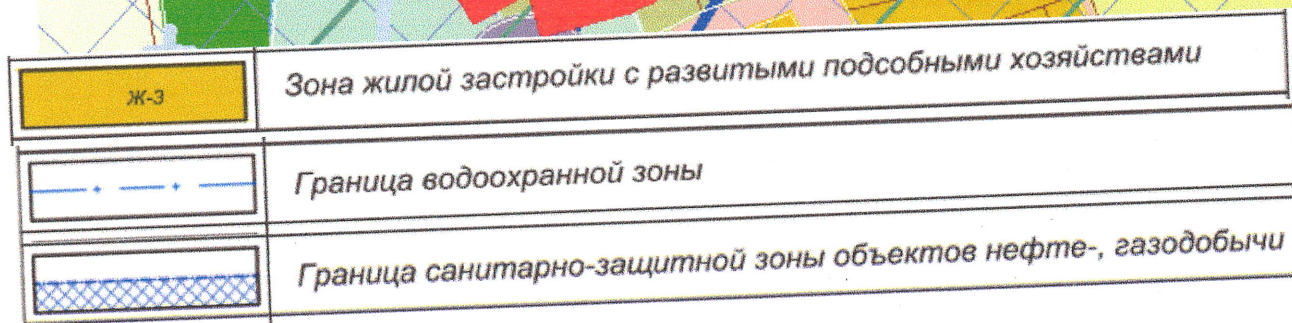 Ж-3
Зона жилой застройки с развитыми подсобными хозяйствами
Граница водоохранной зоны
Граница санитарно-защитной зоны объектов нефте-, газодобычи